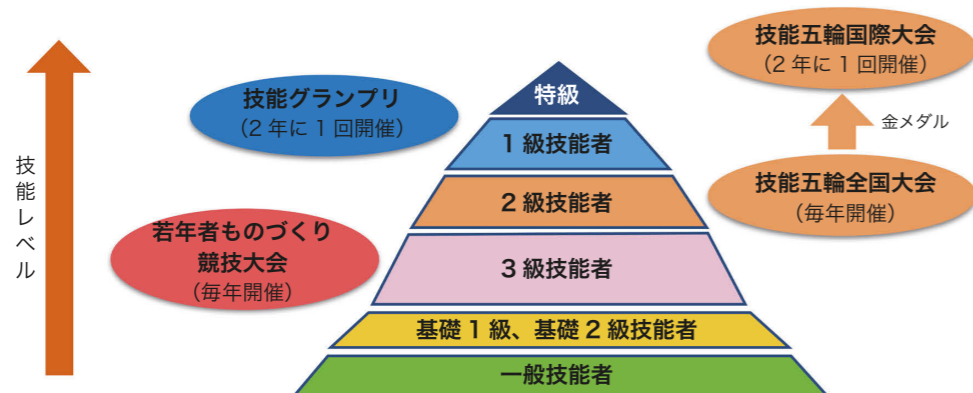 技能五輪国際大会
（2 年に 1 回開催）
技能グランプリ
（2 年に 1 回開催）
特級
金メダル
1 級技能者
技能レベル
技能五輪全国大会
（毎年開催）
2 級技能者
若年者ものづくり
競技大会
（毎年開催）
3 級技能者
基礎 1 級、基礎 2 級技能者
一般技能者